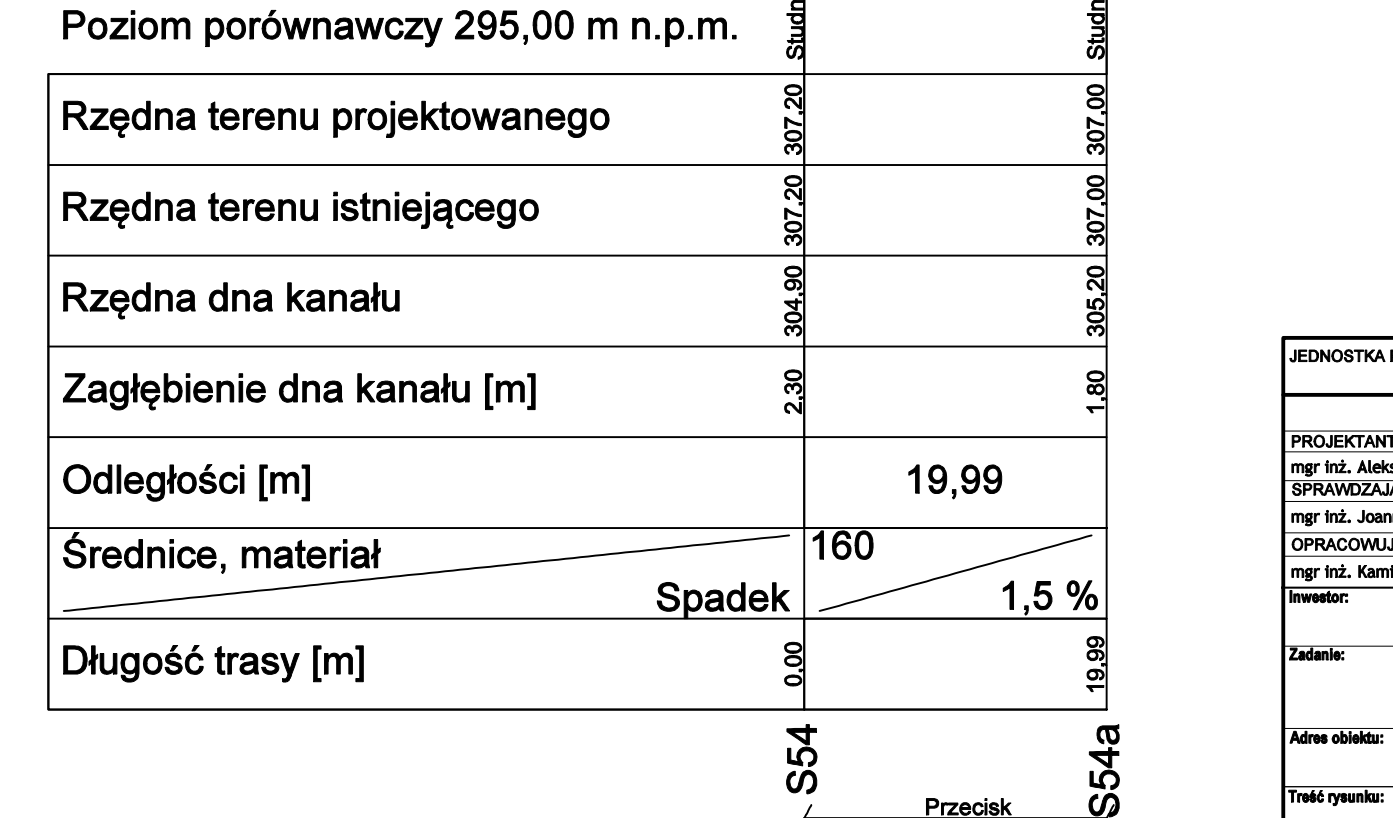 Poziom porównawczy 295,00 m n.p.m.
Rzędna terenu projektowanego 307,20 307,00
Rzędna terenu istniejącego 307,20 307,00
Rzędna dna kanału 304,90 305,20
Zagłębienie dna kanału [m] 2,30 1,80
Odległości [m] 19,99
Średnice, materiał 160
Spadek 1,5 %
Długość trasy [m] 0,00 19,99
S54 S54a
Przecisk
JEDNOSTKA
PROJEKTANT
mgr inż.
mgr inż.
mgr inż.
Inwestor:
Zadanie:
Adres obiektu:
Treść rysunku: